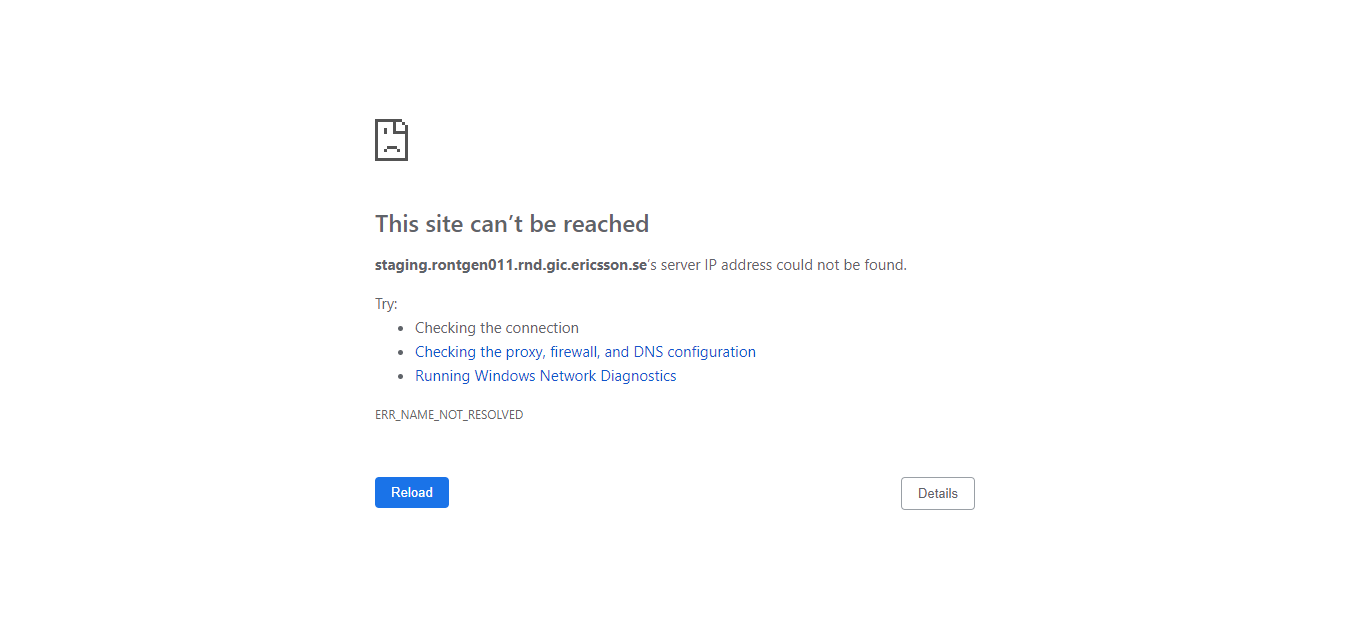 This site can’t be reached
staging.rontgen011.rnd.gic.ericsson.se’s server IP address could not be found.
Try:
• Checking the connection
• Checking the proxy, firewall, and DNS configuration
• Running Windows Network Diagnostics
ERR_NAME_NOT_RESOLVED
Reload
Details